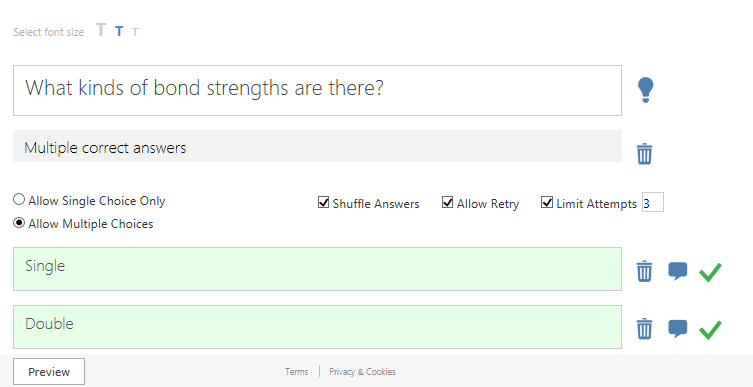 Select font size T T T
What kinds of bond strengths are there?
Multiple correct answers
Allow Single Choice Only
Shuffle Answers Allow Retry Limit Attempts 3
Allow Multiple Choices
Single
Double
Preview Terms Privacy & Cookies